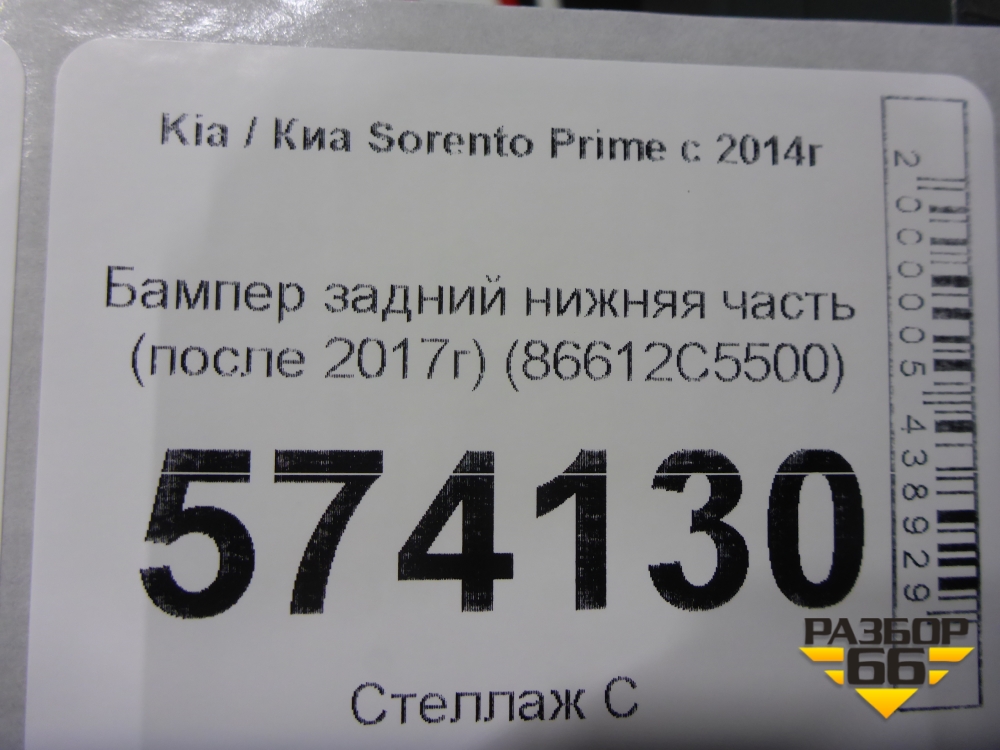 Kia / Киа Sorento Prime с 2014г
Бампер задний нижняя часть
(после 2017г) (86612C5500)
574130
Стеллаж С
2000005438929
РАЗБОР
66